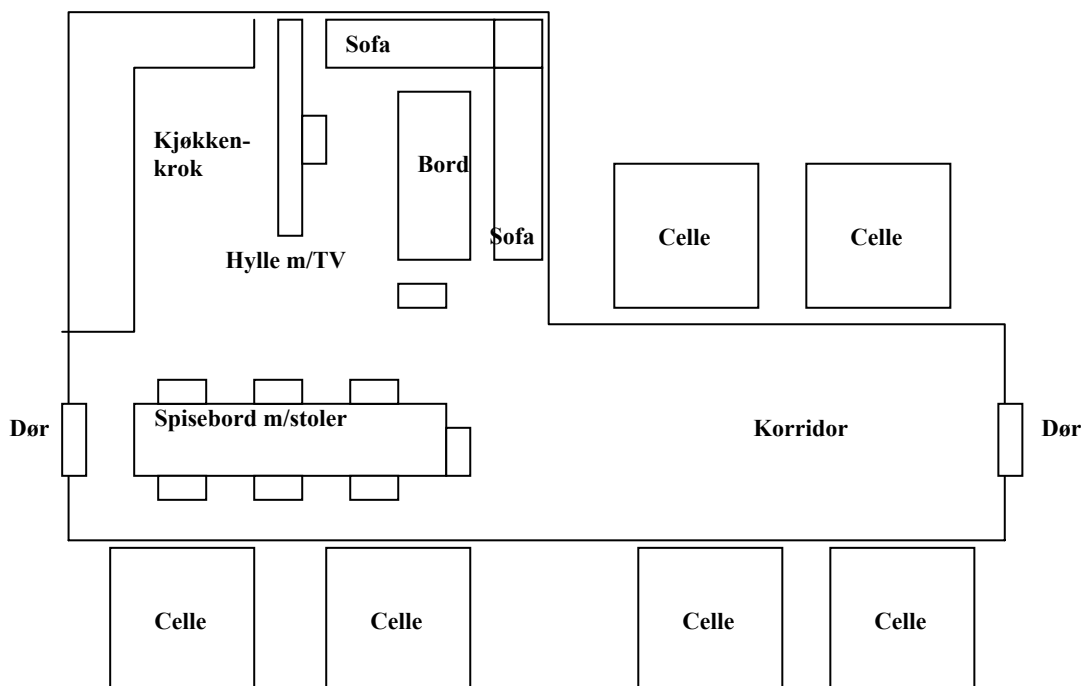 Sofa
Kjøkken-
krok
Bord
Sofa
Celle
Celle
Hylle m/TV
Dør
Spisebord m/stoler
Korridor
Dør
Celle
Celle
Celle
Celle